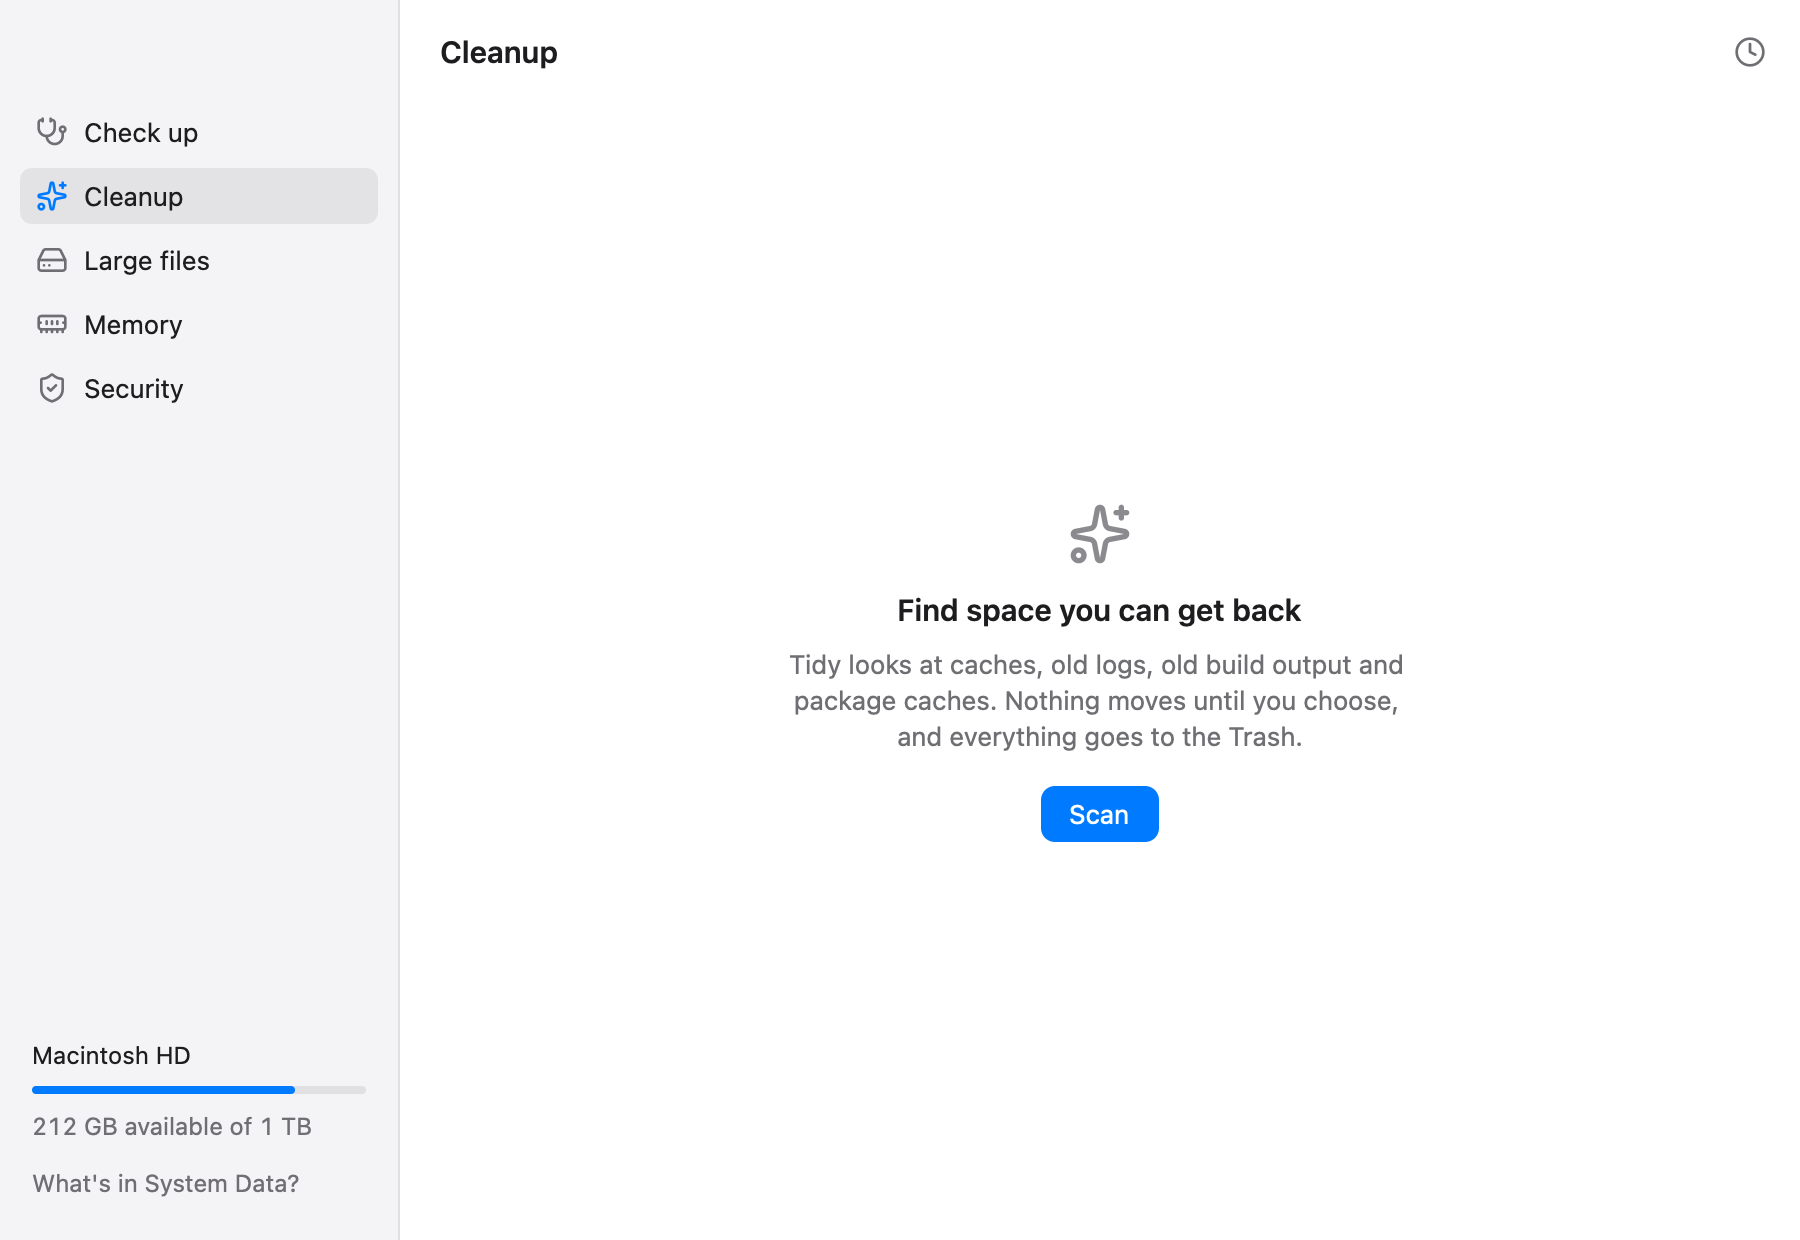 Cleanup
Check up
Cleanup
Large files
Memory
Security
Find space you can get back
Tidy looks at caches, old logs, old build output and
package caches. Nothing moves until you choose,
and everything goes to the Trash.
Scan
Macintosh HD
212 GB available of 1 TB
What's in System Data?